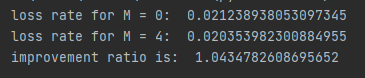 loss rate for M = 0:  0.021238938053097345
loss rate for M = 4:  0.020353982300884955
improvement ratio is:  1.0434782608695652